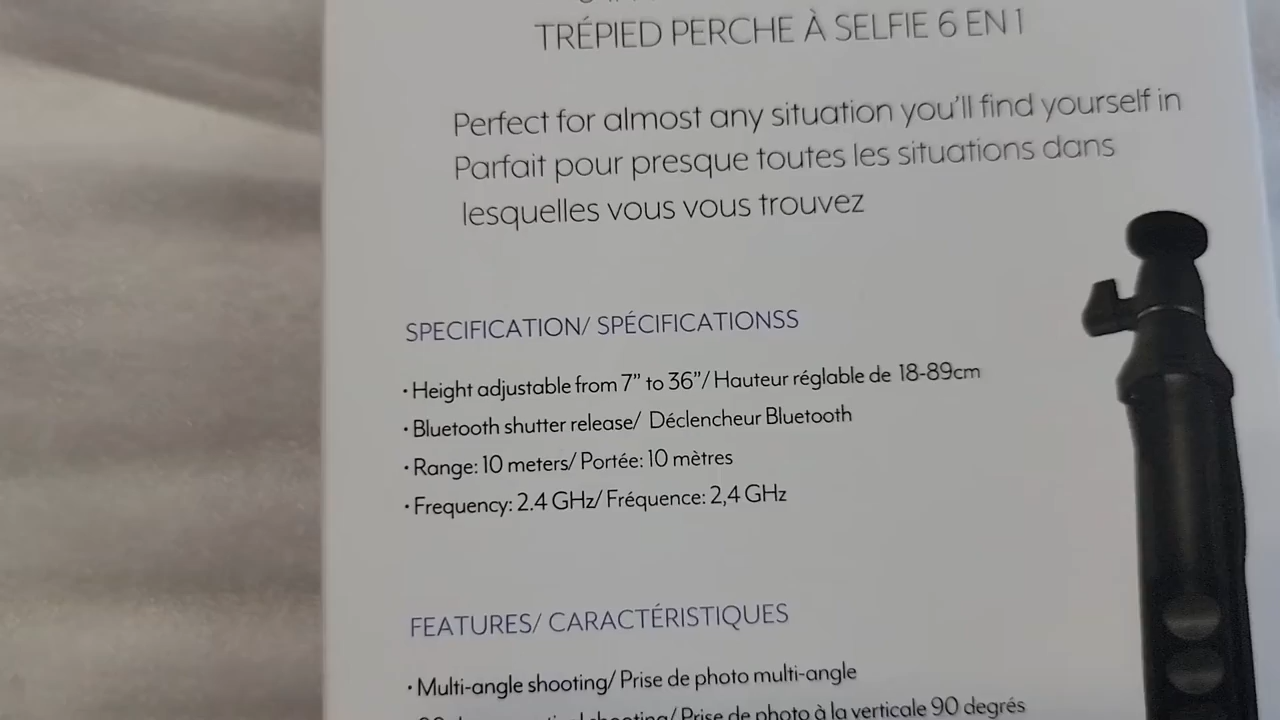 TRÉPIED PERCHE À SELFIE 6 EN 1
Perfect for almost any situation you'll find yourself in
Parfait pour presque toutes les situations dans
lesquelles vous vous trouvez
SPECIFICATION/ SPÉCIFICATIONSS
• Height adjustable from 7” to 36”/ Hauteur réglable de 18-89cm
• Bluetooth shutter release/ Déclencheur Bluetooth
• Range: 10 meters/ Portée: 10 mètres
• Frequency: 2.4 GHz/ Fréquence: 2,4 GHz
FEATURES/ CARACTÉRISTIQUES
• Multi-angle shooting/ Prise de photo multi-angle
shooting/ Prise de photo à la verticale 90 degrés